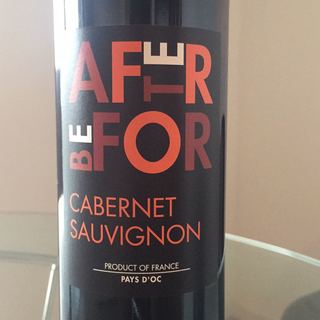 AFTER
BEFOR
CABERNET
SAUVIGNON
PRODUCT OF FRANCE
PAYS D'OC